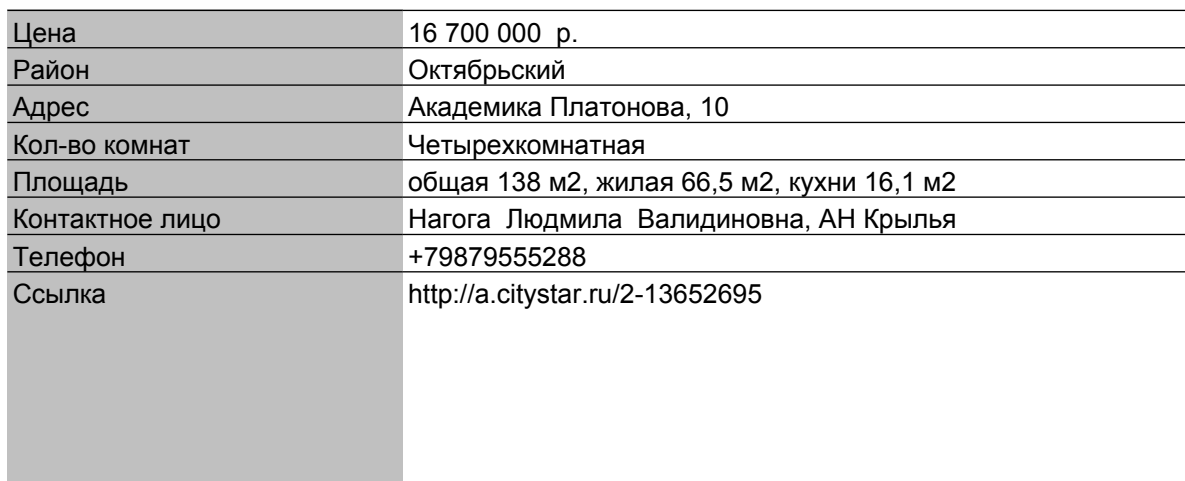 Цена 16 700 000 р.
Район Октябрьский
Адрес Академика Платонова, 10
Кол-во комнат Четырехкомнатная
Площадь общая 138 м2, жилая 66,5 м2, кухни 16,1 м2
Контактное лицо Нагога Людмила Валидиновна, АН Крылья
Телефон +79879555288
Ссылка http://a.citystar.ru/2-13652695